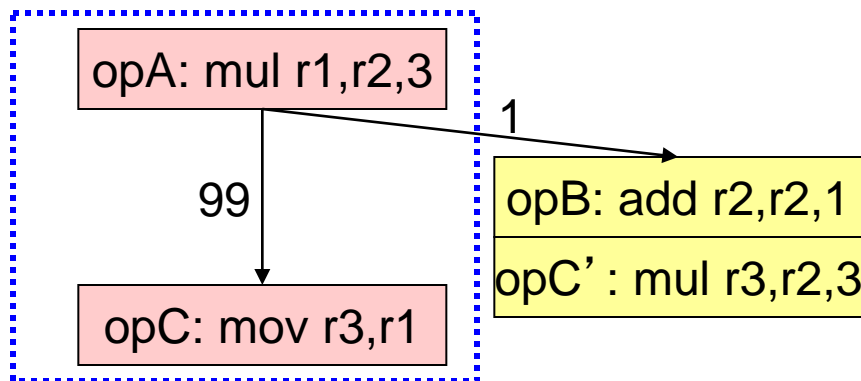 opA: mul r1,r2,3
1
99
opB: add r2,r2,1
opC’: mul r3,r2,3
opC: mov r3,r1